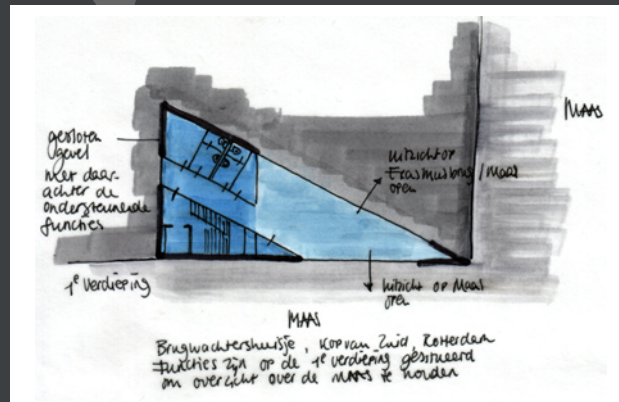 gesloten
gevel
met daar-
achter de
ondersteunende
functies
uitzicht op
Erasmusbrug / Maas
open
MAAS
1e verdieping
uitzicht op Maas
open
MAAS
Brugwachtershuisje, Kop van Zuid, Rotterdam
Functies zijn op de 1e verdieping gesitueerd
om overzicht over de MAAS te houden